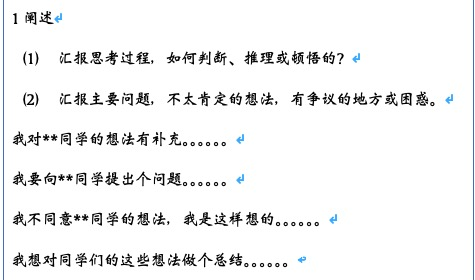 1 阐述
(1) 汇报思考过程，如何判断、推理或顿悟的？
(2) 汇报主要问题，不太肯定的想法，有争议的地方或困惑。
我对**同学的想法有补充。。。。。。
我要向**同学提出个问题。。。。。。
我不同意**同学的想法，我是这样想的。。。。。。
我想对同学们的这些想法做个总结。。。。。。